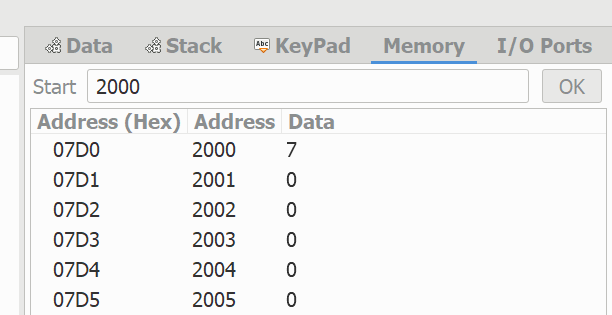 Data Stack Abc KeyPad Memory I/O Ports
Start 2000 OK
Address (Hex) Address Data
07D0 2000 7
07D1 2001 0
07D2 2002 0
07D3 2003 0
07D4 2004 0
07D5 2005 0